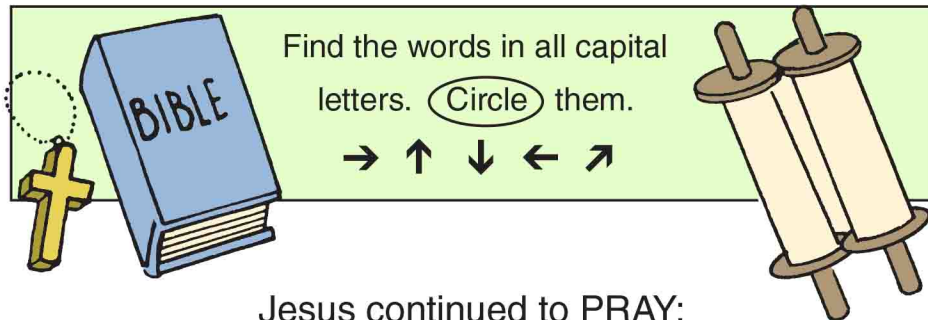 Find the words in all capital
letters. Circle them.
→ ↑ ↓ ← ↗
BIBLE
Jesus continued to PRAY: